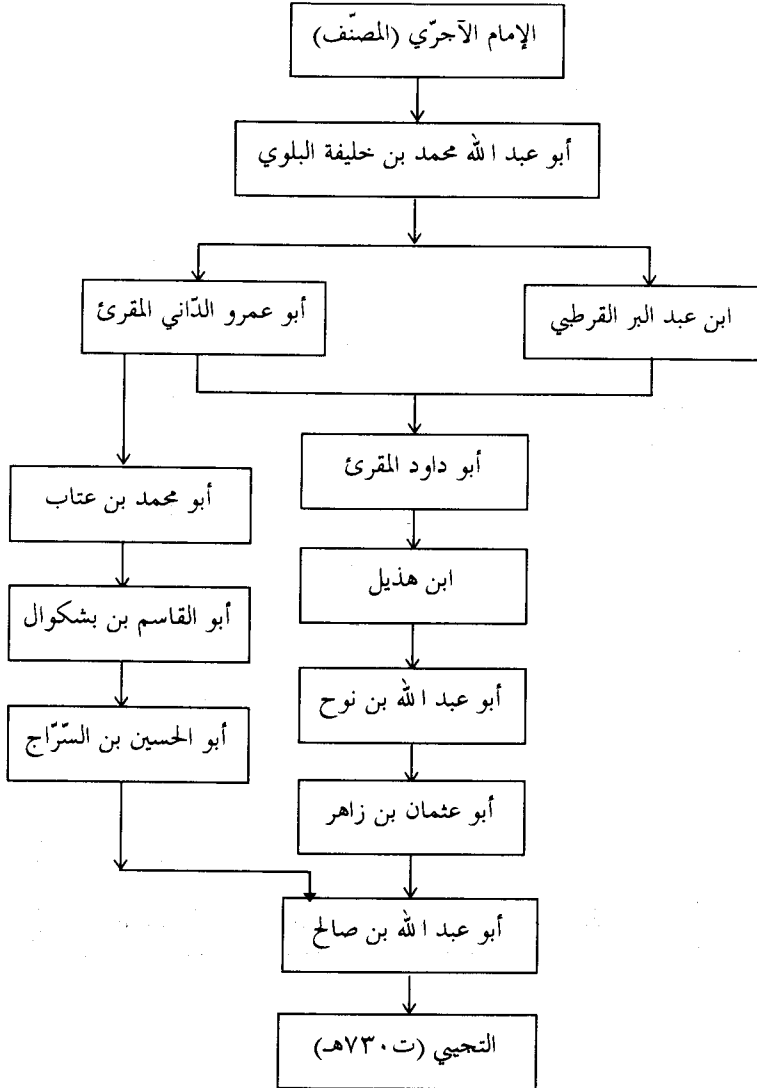 الإمام الآجرّي (المصنّف)
أبو عبد الله محمد بن خليفة البلوي
ابن عبد البر القرطبي
أبو عمرو الدّاني المقرئ
أبو داود المقرئ
أبو محمد بن عتاب
ابن هذيل
أبو القاسم بن بشكوال
أبو عبد الله بن نوح
أبو الحسين بن السّرّاج
أبو عثمان بن زاهر
أبو عبد الله بن صالح
التجيبي (ت٧٣٠هـ)